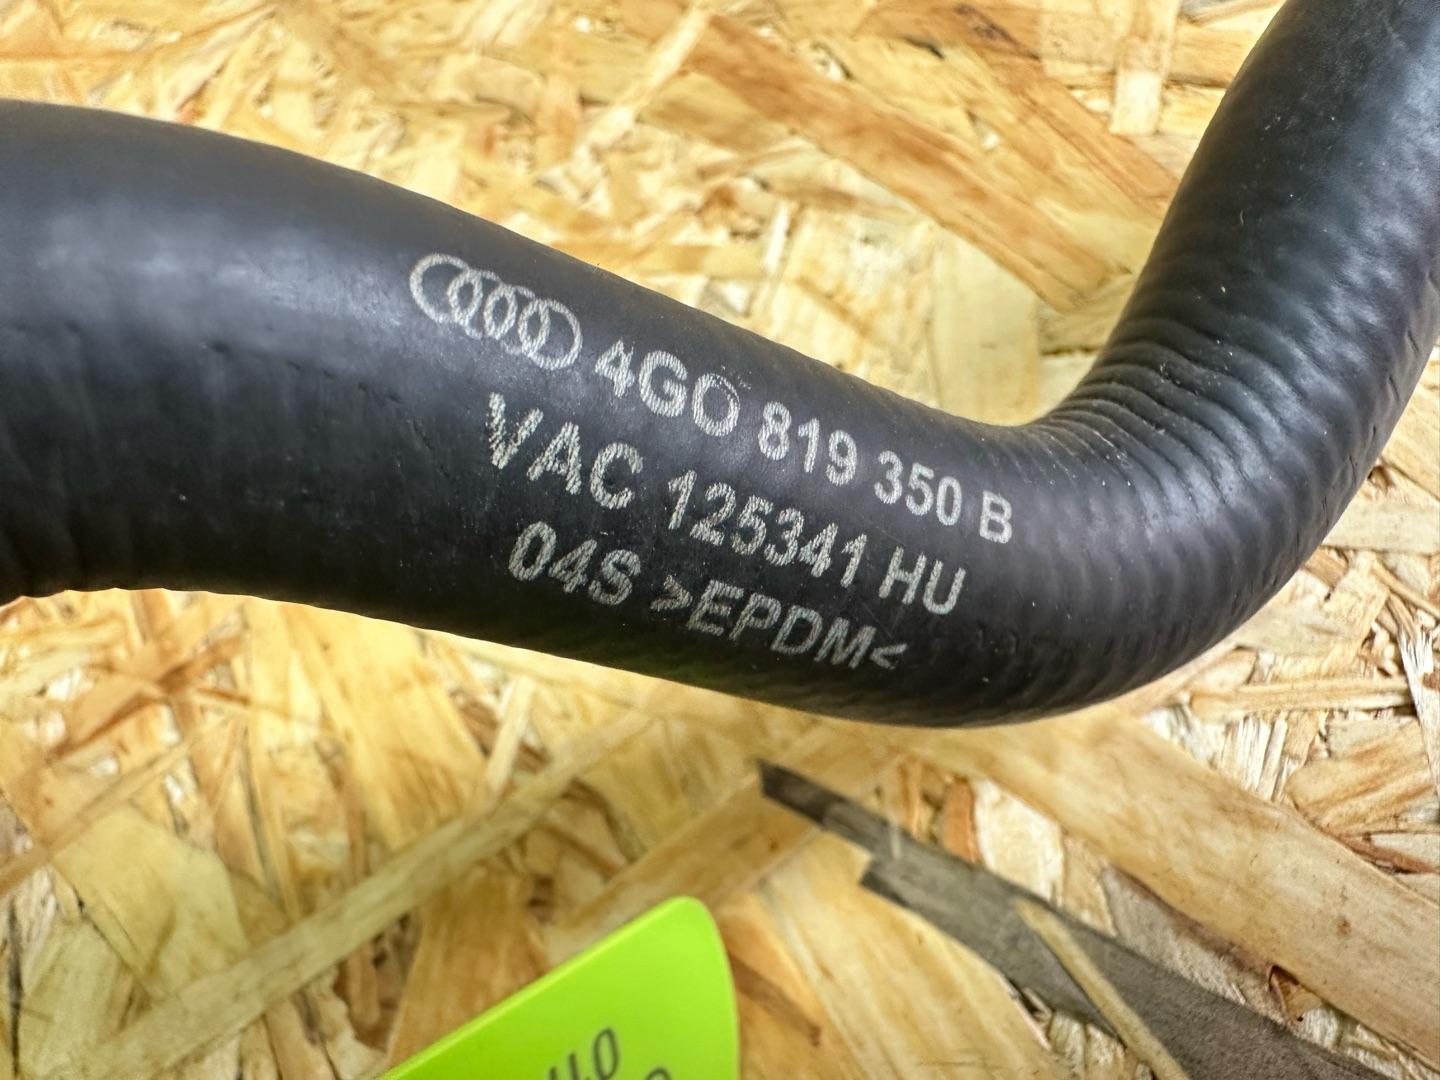 4G0 819 350 B
VAC 125341 HU
04S >EPDM<